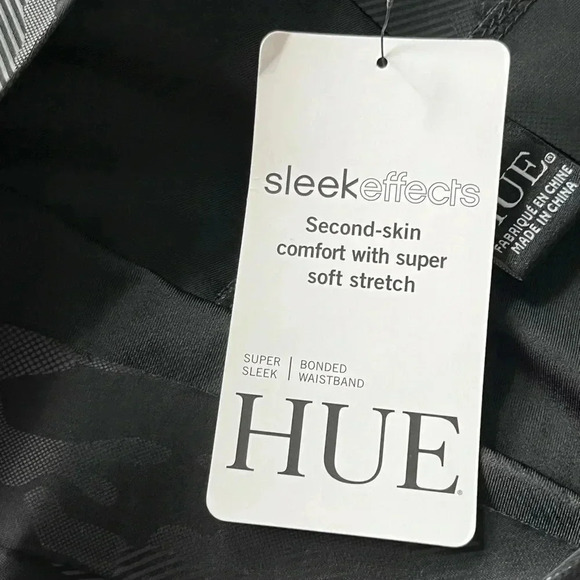 sleekeffects
Second-skin
comfort with super
soft stretch
SUPER
SLEEK
BONDED
WAISTBAND
HUE®
HUE®
FABRIQUÉ EN CHINE
MADE IN CHINA